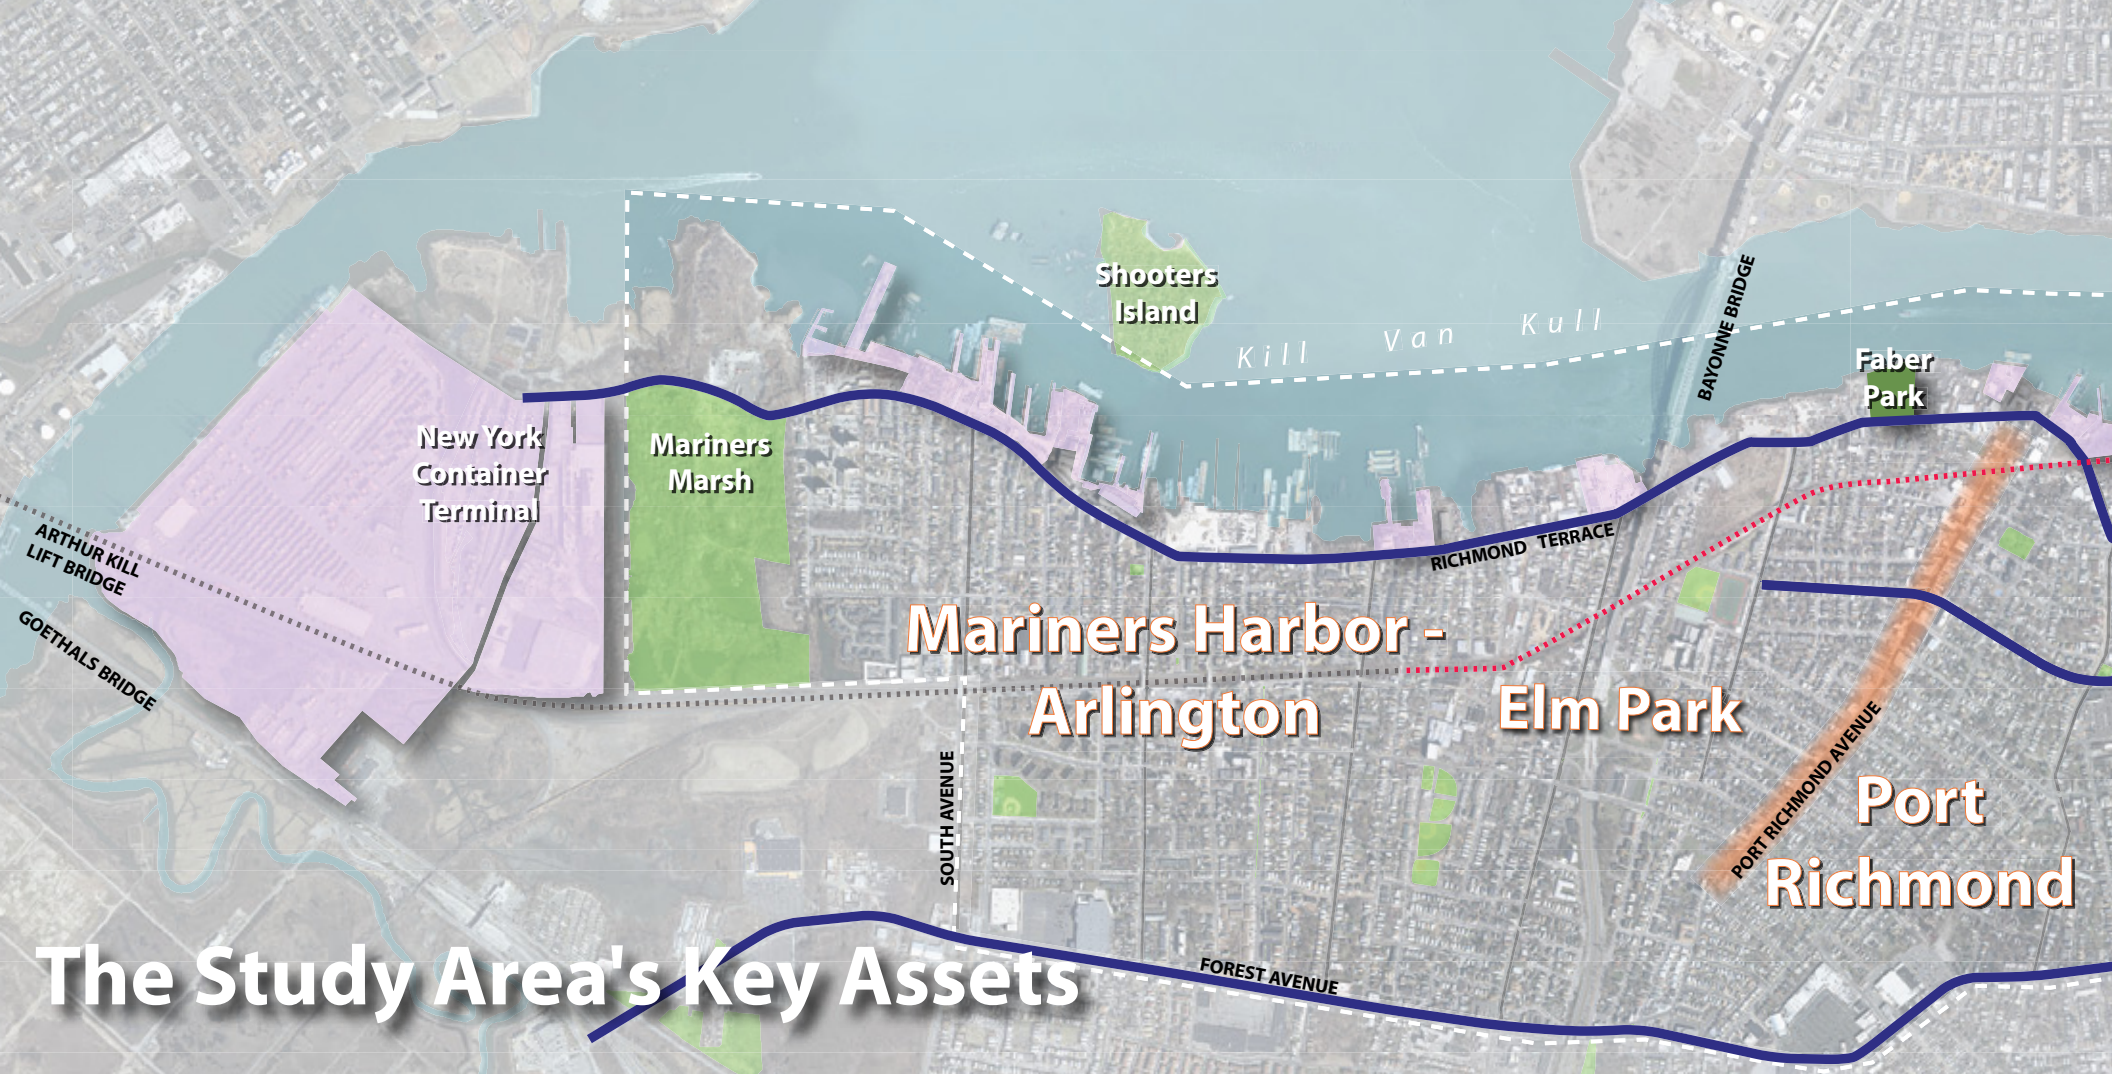 Shooters
Island
Kill Van Kull
BAYONNE BRIDGE
Faber
Park
New York
Container
Terminal
Mariners
Marsh
ARTHUR KILL
LIFT BRIDGE
GOETHALS BRIDGE
RICHMOND TERRACE
Mariners Harbor -
Arlington
Elm Park
SOUTH AVENUE
PORT RICHMOND AVENUE
Port
Richmond
The Study Area's Key Assets
FOREST AVENUE